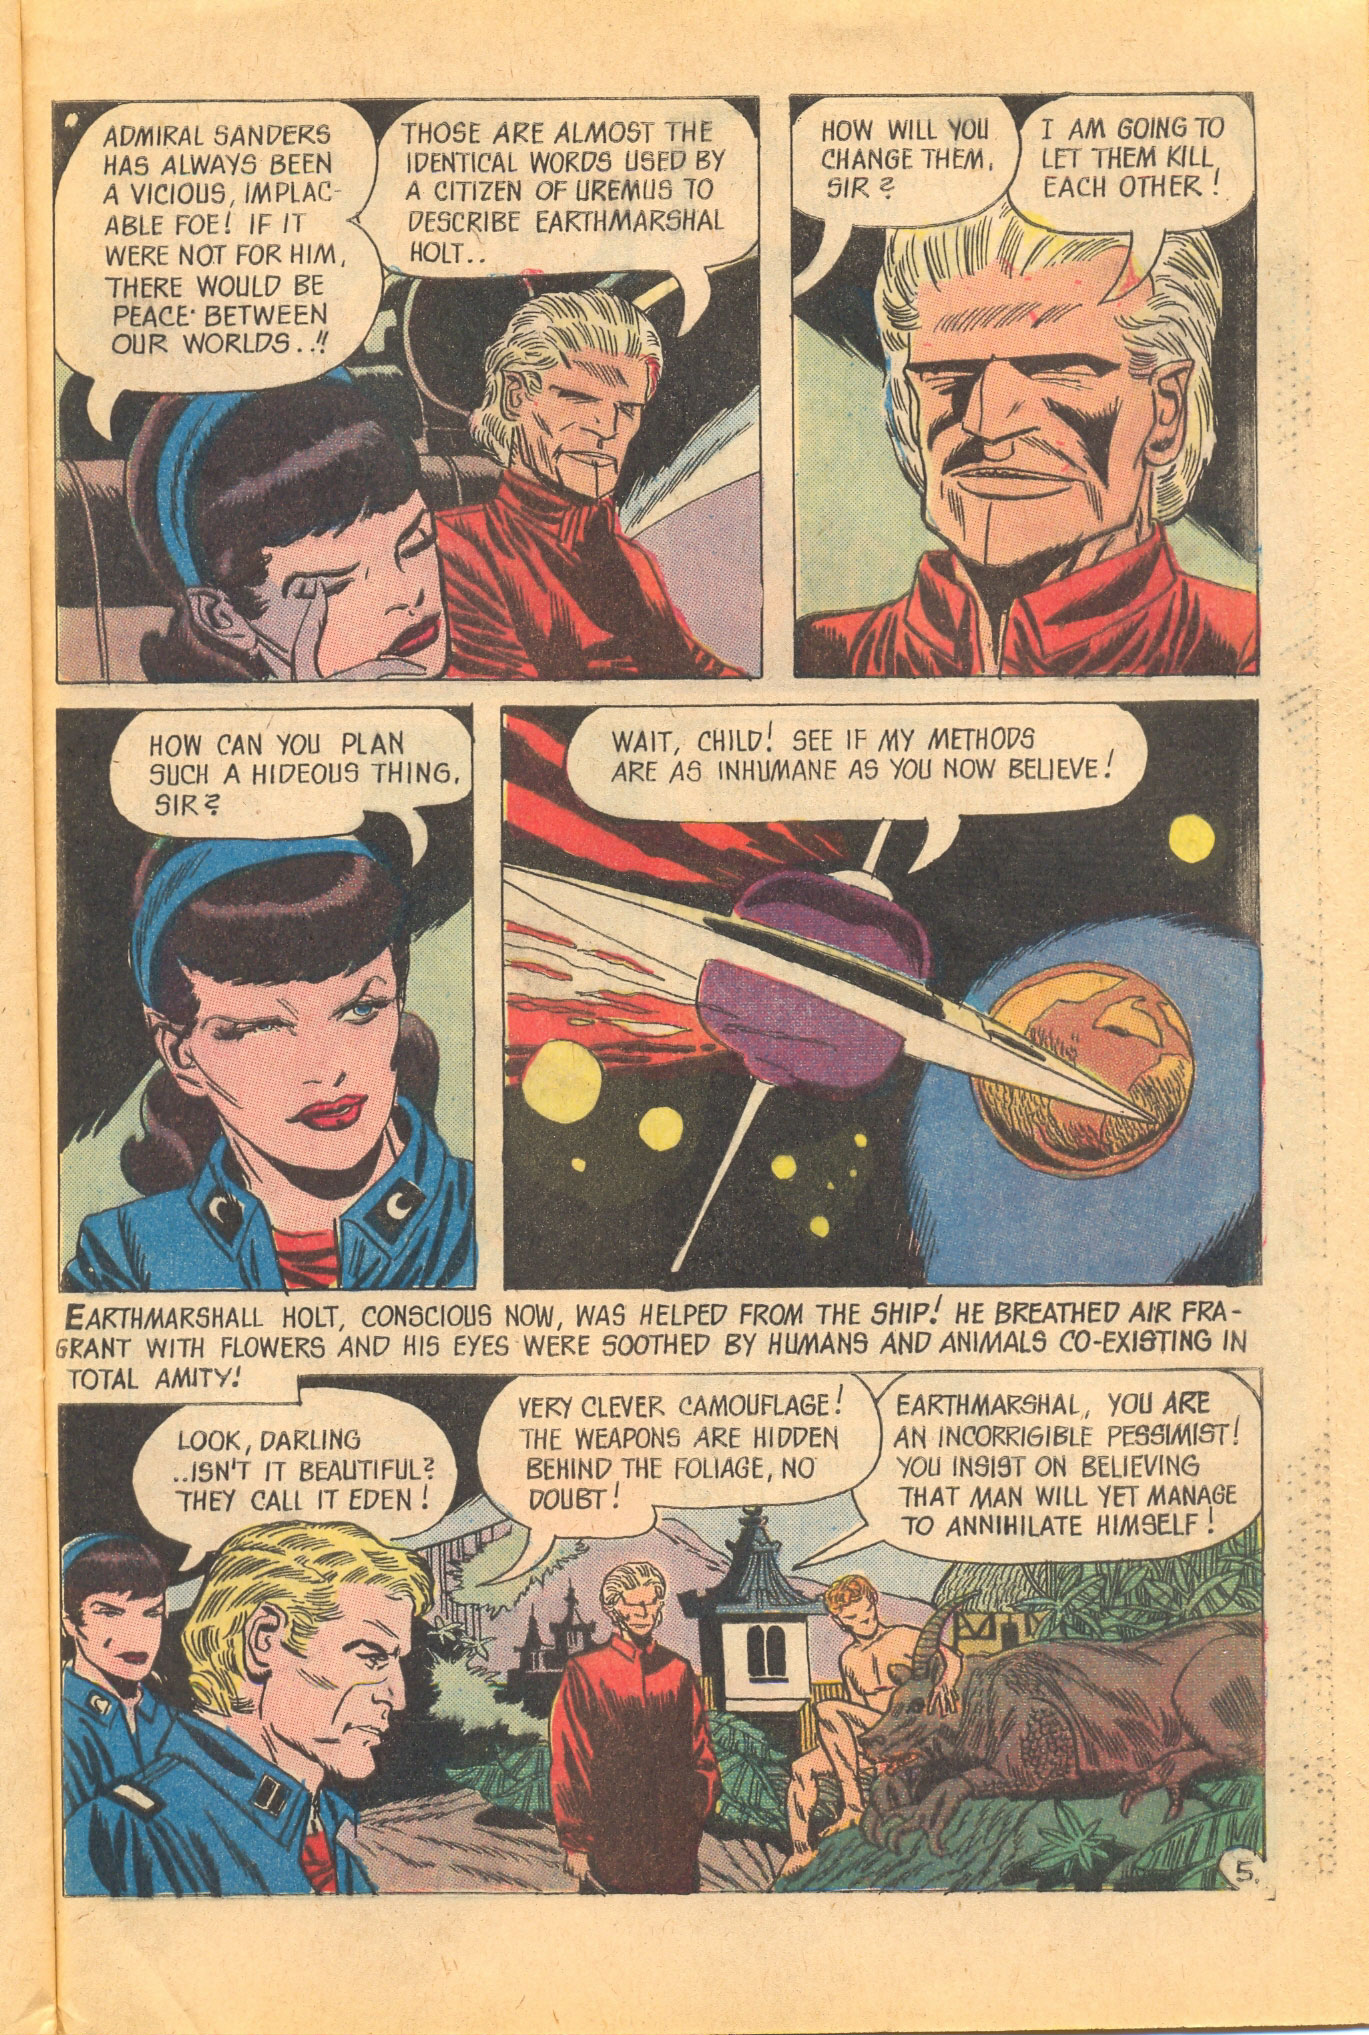 ADMIRAL SANDERS
HAS ALWAYS BEEN
A VICIOUS, IMPLAC-
ABLE FOE! IF IT
WERE NOT FOR HIM,
THERE WOULD BE
PEACE BETWEEN
OUR WORLDS..!!
THOSE ARE ALMOST THE
IDENTICAL WORDS USED BY
A CITIZEN OF UREMUS TO
DESCRIBE EARTHMARSHAL
HOLT..
HOW WILL YOU
CHANGE THEM,
SIR?
I AM GOING TO
LET THEM KILL
EACH OTHER!
HOW CAN YOU PLAN
SUCH A HIDEOUS THING,
SIR?
WAIT, CHILD! SEE IF MY METHODS
ARE AS INHUMANE AS YOU NOW BELIEVE!
EARTHMARSHALL HOLT, CONSCIOUS NOW, WAS HELPED FROM THE SHIP! HE BREATHED AIR FRA-
GRANT WITH FLOWERS AND HIS EYES WERE SOOTHED BY HUMANS AND ANIMALS CO-EXISTING IN
TOTAL AMITY!
LOOK, DARLING
..ISN'T IT BEAUTIFUL?
THEY CALL IT EDEN!
VERY CLEVER CAMOUFLAGE!
THE WEAPONS ARE HIDDEN
BEHIND THE FOLIAGE, NO
DOUBT!
EARTHMARSHAL, YOU ARE
AN INCORRIGIBLE PESSIMIST!
YOU INSIST ON BELIEVING
THAT MAN WILL YET MANAGE
TO ANNIHILATE HIMSELF!
5.